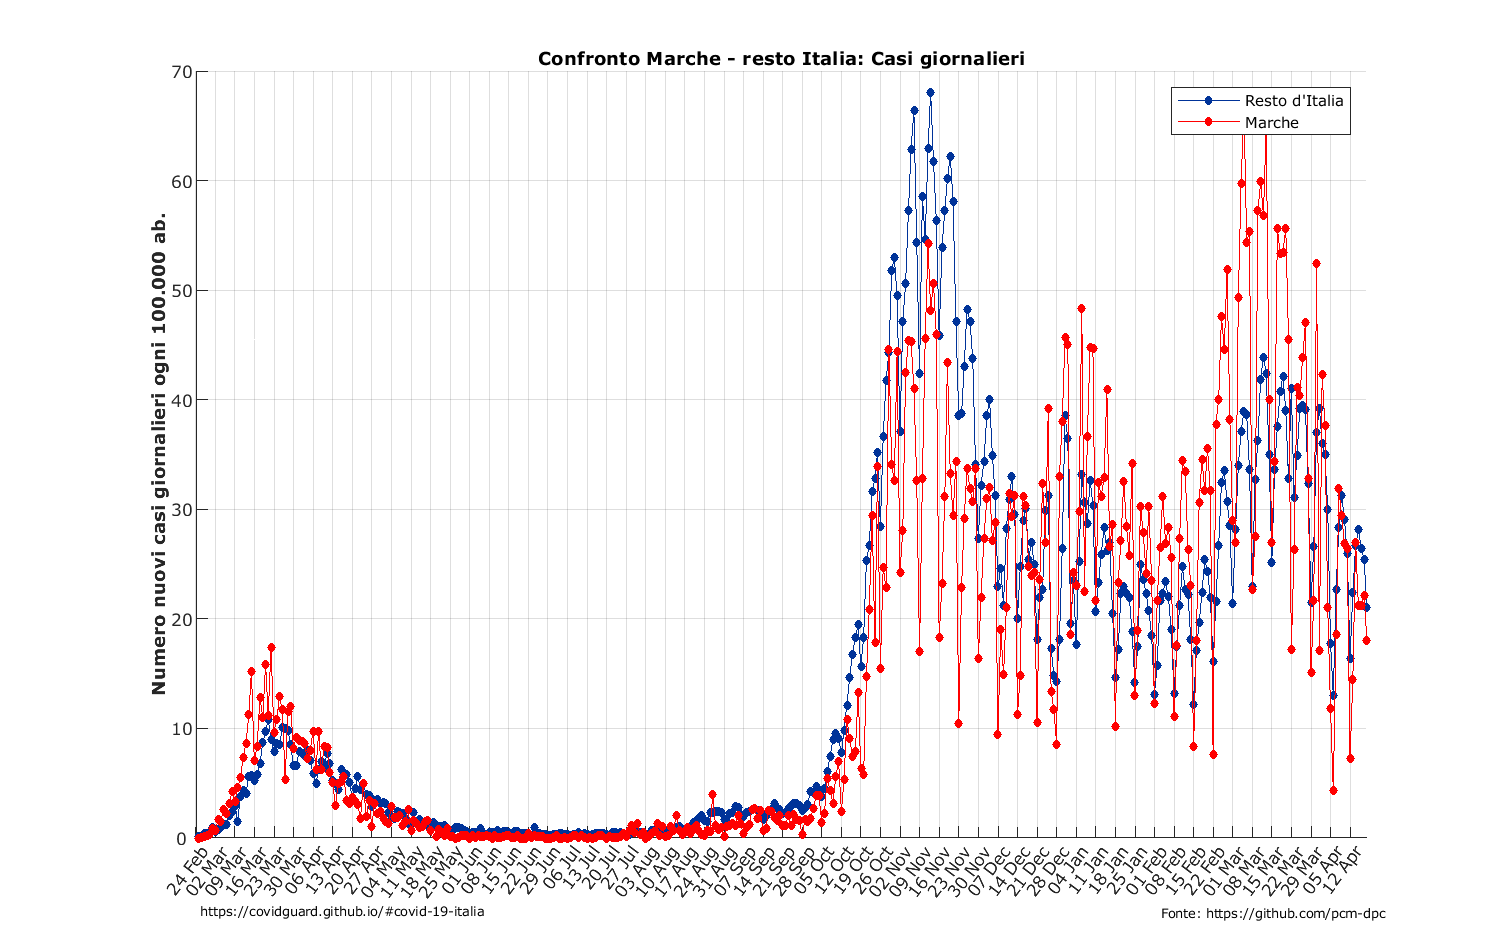 Confronto Marche - resto Italia: Casi giornalieri
Numero nuovi casi giornalieri ogni 100.000 ab.
70
60
50
40
30
20
10
0
Resto d'Italia
Marche
24 Feb
02 Mar
09 Mar
16 Mar
23 Mar
30 Mar
06 Apr
13 Apr
20 Apr
27 Apr
04 May
11 May
18 May
25 May
01 Jun
08 Jun
15 Jun
22 Jun
29 Jun
06 Jul
13 Jul
20 Jul
27 Jul
03 Aug
10 Aug
17 Aug
24 Aug
31 Aug
07 Sep
14 Sep
21 Sep
28 Sep
05 Oct
12 Oct
19 Oct
26 Oct
02 Nov
09 Nov
16 Nov
23 Nov
30 Nov
07 Dec
14 Dec
21 Dec
28 Dec
04 Jan
11 Jan
18 Jan
25 Jan
01 Feb
08 Feb
15 Feb
22 Feb
01 Mar
08 Mar
15 Mar
22 Mar
29 Mar
05 Apr
12 Apr
https://covidguard.github.io/#covid-19-italia
Fonte: https://github.com/pcm-dpc